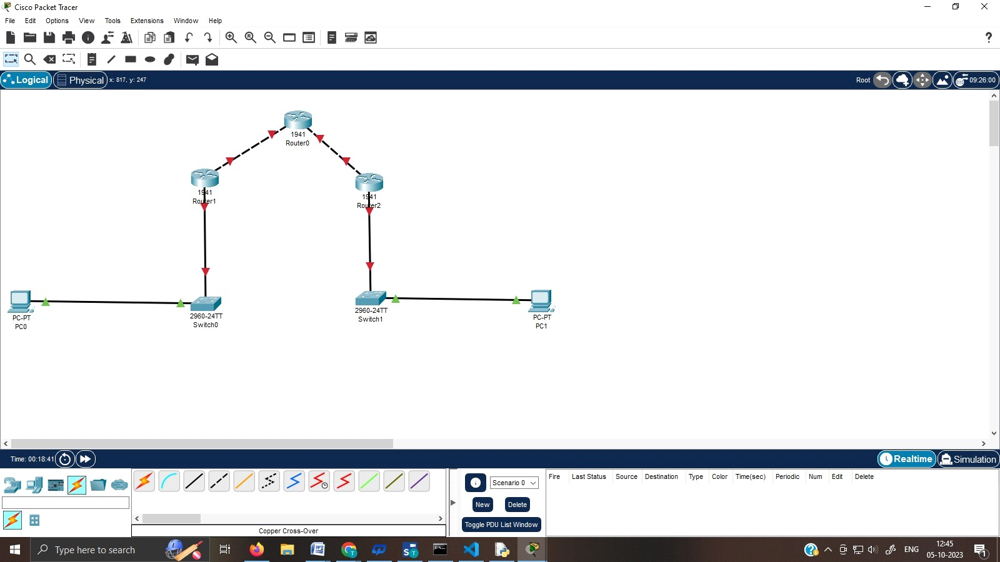 Cisco Packet Tracer
File Edit Options View Tools Extensions Window Help
Logical Physical x: 817, y: 247 Root 09:26:00
1941
Router0
1941
Router1
1941
Router2
PC-PT
PC0
2960-24TT
Switch0
2960-24TT
Switch1
PC-PT
PC1
Time: 00:18:41 Realtime Simulation
Scenario 0
New Delete
Toggle PDU List Window
Fire Last Status Source Destination Type Color Time(sec) Periodic Num Edit Delete
Copper Cross-Over
Type here to search
ENG
12:45
05-10-2023
1